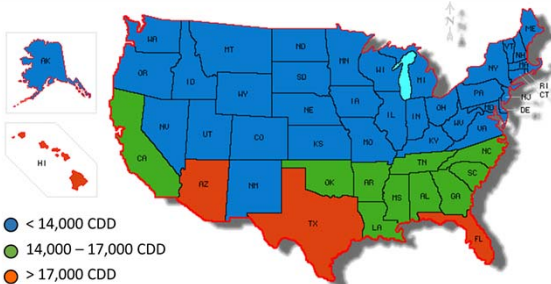 N
N
AK
HI
WA
OR
CA
NV
ID
MT
WY
UT
AZ
CO
NM
ND
SD
NE
KS
OK
TX
MN
IA
MO
AR
LA
WI
IL
MI
IN
OH
KY
TN
MS
AL
GA
FL
SC
NC
VA
WV
PA
NY
VT
NH
ME
RI
CT
NJ
DE
< 14,000 CDD
14,000 – 17,000 CDD
> 17,000 CDD